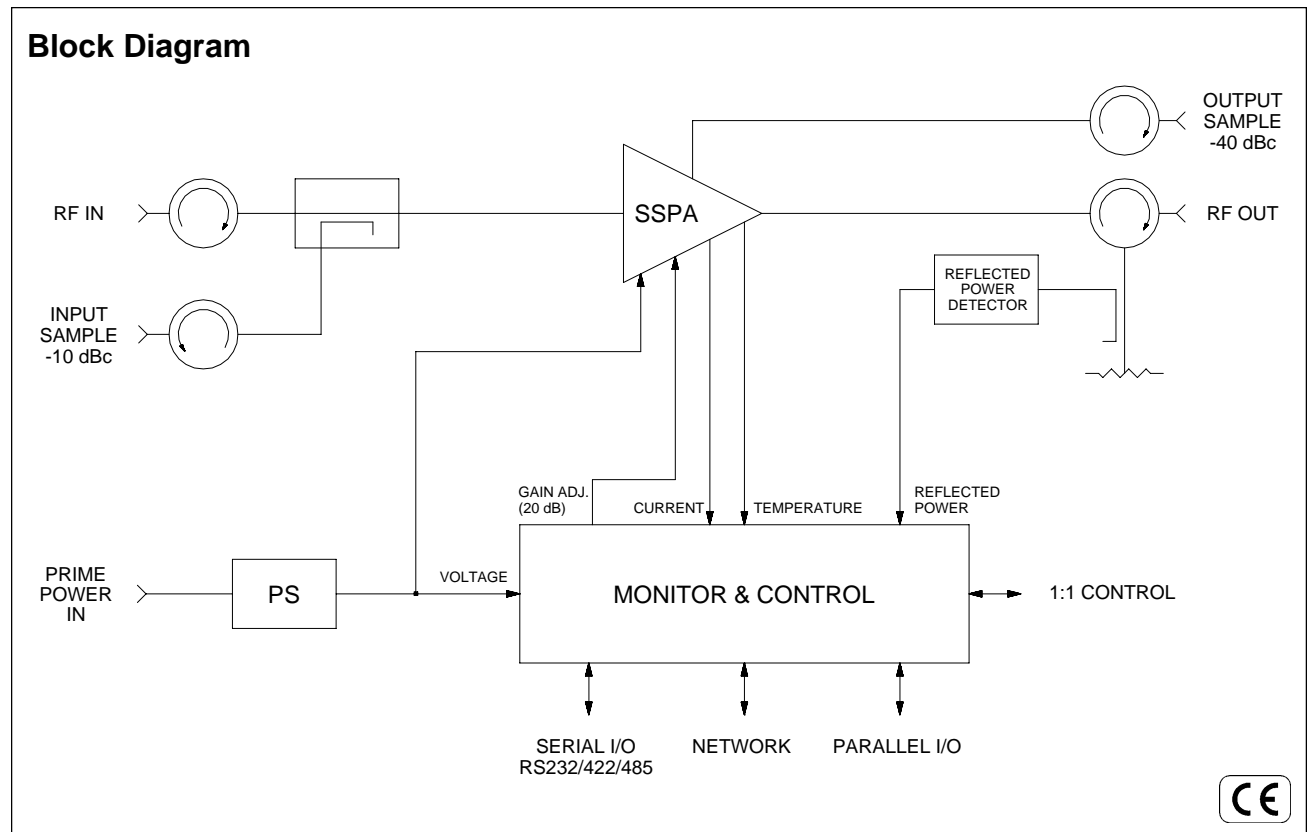 Block Diagram
OUTPUT
SAMPLE
-40 dBc
RF IN
SSPA
RF OUT
REFLECTED
POWER
DETECTOR
INPUT
SAMPLE
-10 dBc
GAIN ADJ.
(20 dB)
CURRENT
TEMPERATURE
REFLECTED
POWER
PRIME
POWER
IN
PS
VOLTAGE
MONITOR & CONTROL
1:1 CONTROL
SERIAL I/O
RS232/422/485
NETWORK
PARALLEL I/O
CE